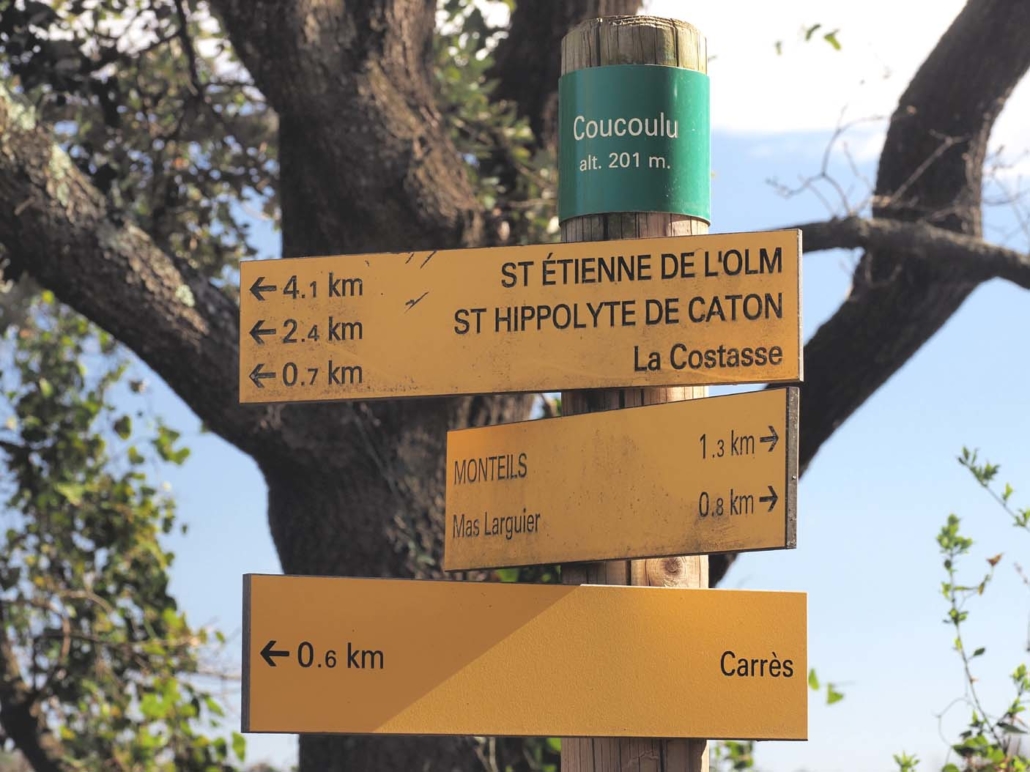 Coucoulu
alt. 201 m.
← 4.1 km ST ÉTIENNE DE L'OLM
← 2.4 km ST HIPPOLYTE DE CATON
← 0.7 km La Costasse
MONTEILS 1.3 km →
Mas Larguier 0.8 km →
← 0.6 km Carrès